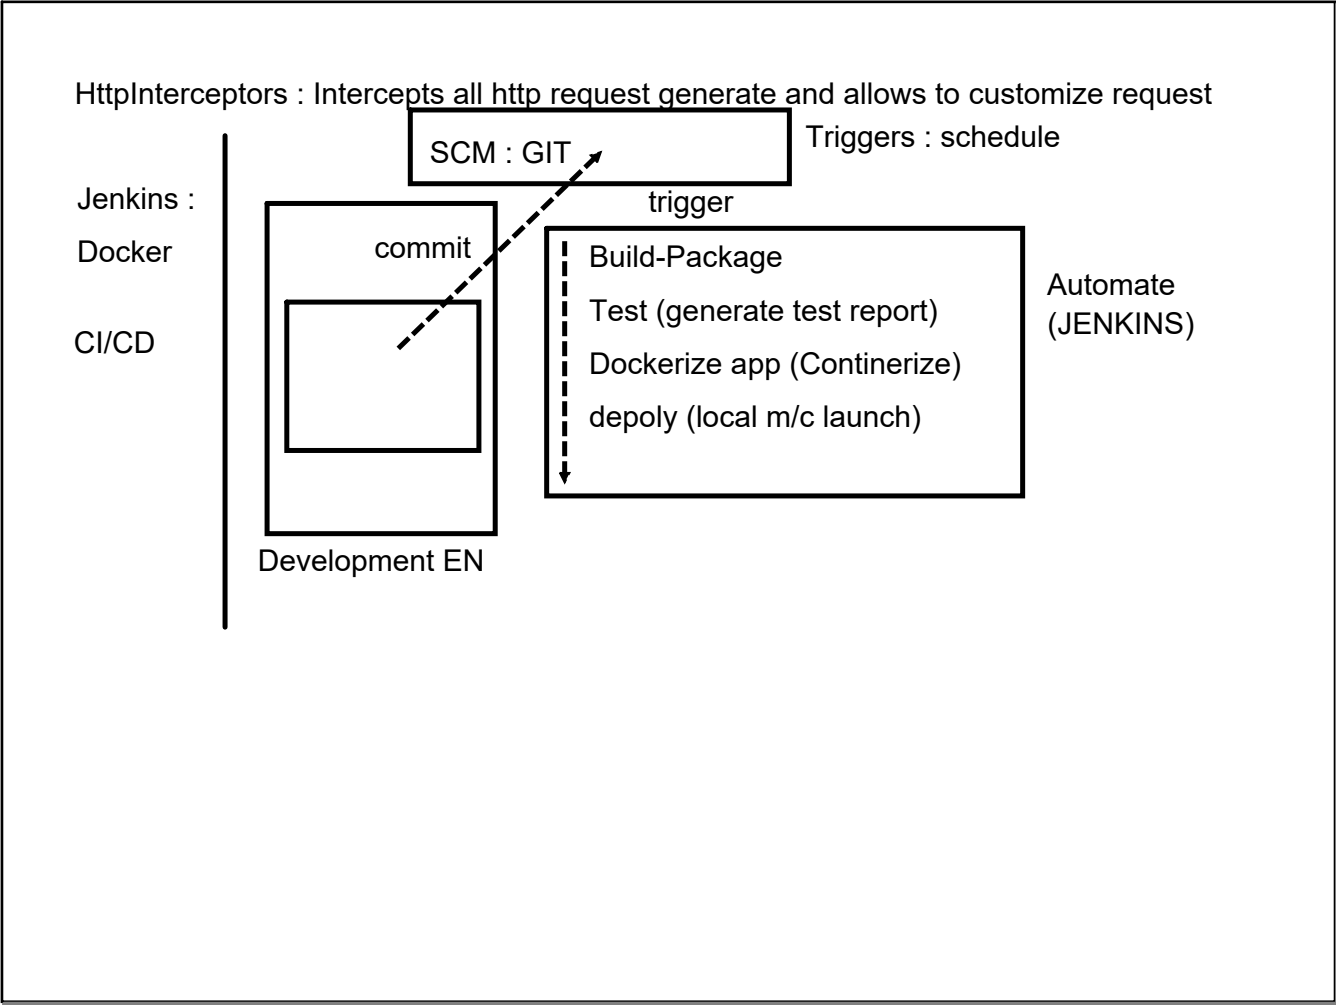 HttpInterceptors : Intercepts all http request generate and allows to customize request
SCM : GIT
Triggers : schedule
Jenkins :
trigger
Docker
commit
Build-Package
Automate
(JENKINS)
Test (generate test report)
CI/CD
Dockerize app (Continerize)
depoly (local m/c launch)
Development EN